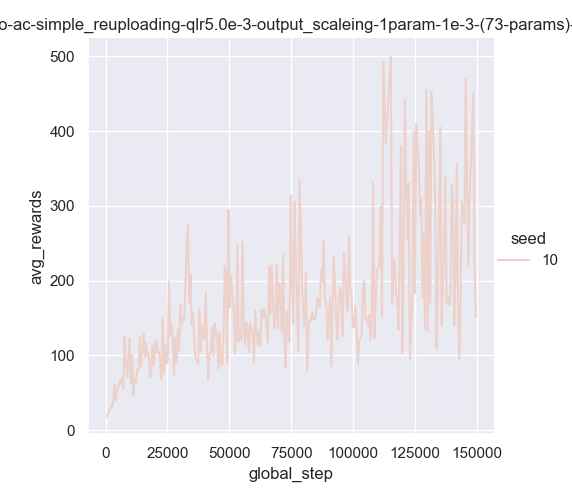 o-ac-simple_reuploading-qlr5.0e-3-output_scaleing-1param-1e-3-(73-params)-
500
400
300
200
100
0
avg_rewards
0 25000 50000 75000 100000 125000 150000
global_step
seed
10